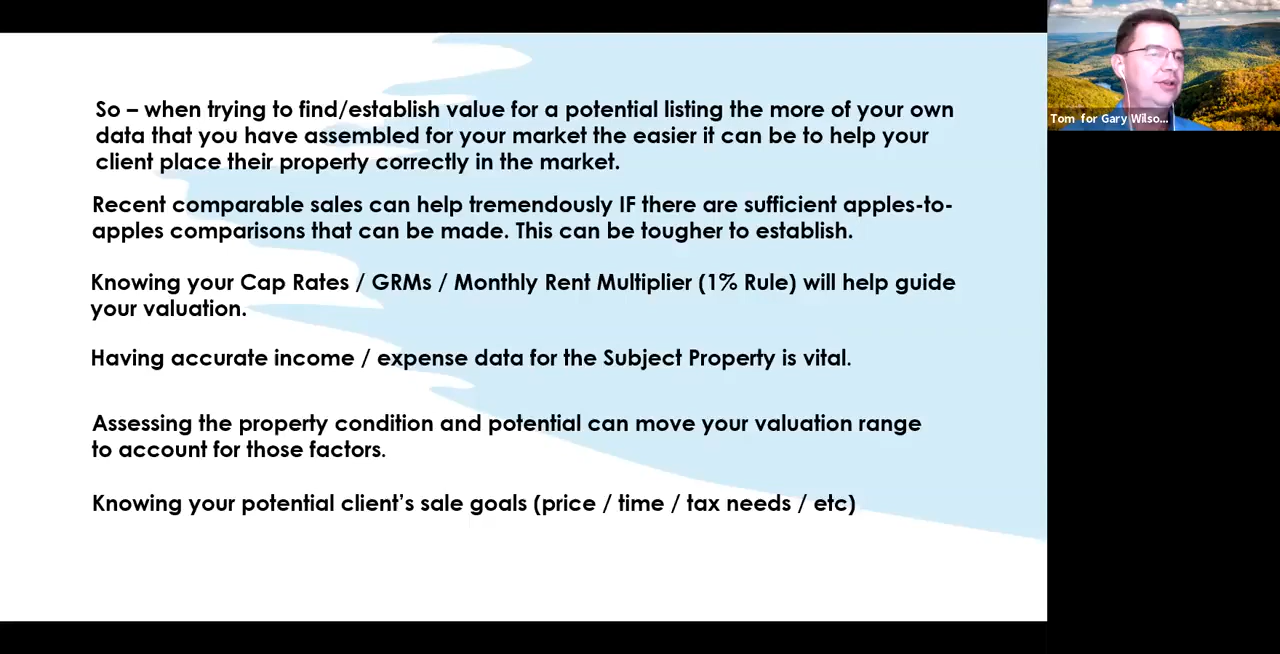 So – when trying to find/establish value for a potential listing the more of your own
data that you have assembled for your market the easier it can be to help your
client place their property correctly in the market.
Recent comparable sales can help tremendously IF there are sufficient apples-to-
apples comparisons that can be made. This can be tougher to establish.
Knowing your Cap Rates / GRMs / Monthly Rent Multiplier (1% Rule) will help guide
your valuation.
Having accurate income / expense data for the Subject Property is vital.
Assessing the property condition and potential can move your valuation range
to account for those factors.
Knowing your potential client’s sale goals (price / time / tax needs / etc)
Tom for Gary Wilso...